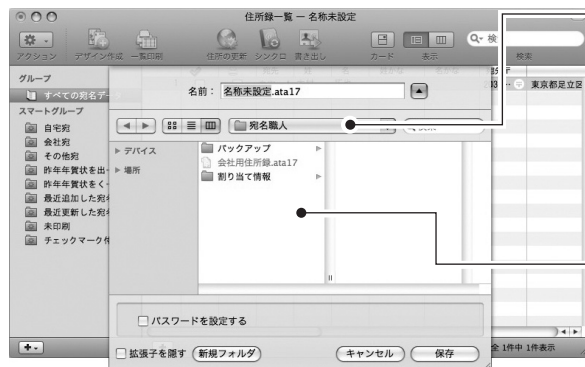 住所録一覧 — 名称未設定
アクション デザイン作成 一覧印刷 住所の更新 シンクロ 書き出し カード 表示 検索
グループ
すべての宛名デー
スマートグループ
自宅宛
会社宛
その他宛
昨年年賀状を出
昨年年賀状をく
最近追加した宛
最近更新した宛
未印刷
チェックマーク付
名前： 名称未設定.ata17
宛名職人
デバイス
場所
バックアップ
会社用住所録.ata17
割り当て情報
東京都足立区
パスワードを設定する
拡張子を隠す 新規フォルダ キャンセル 保存
全 1件中 1件表示